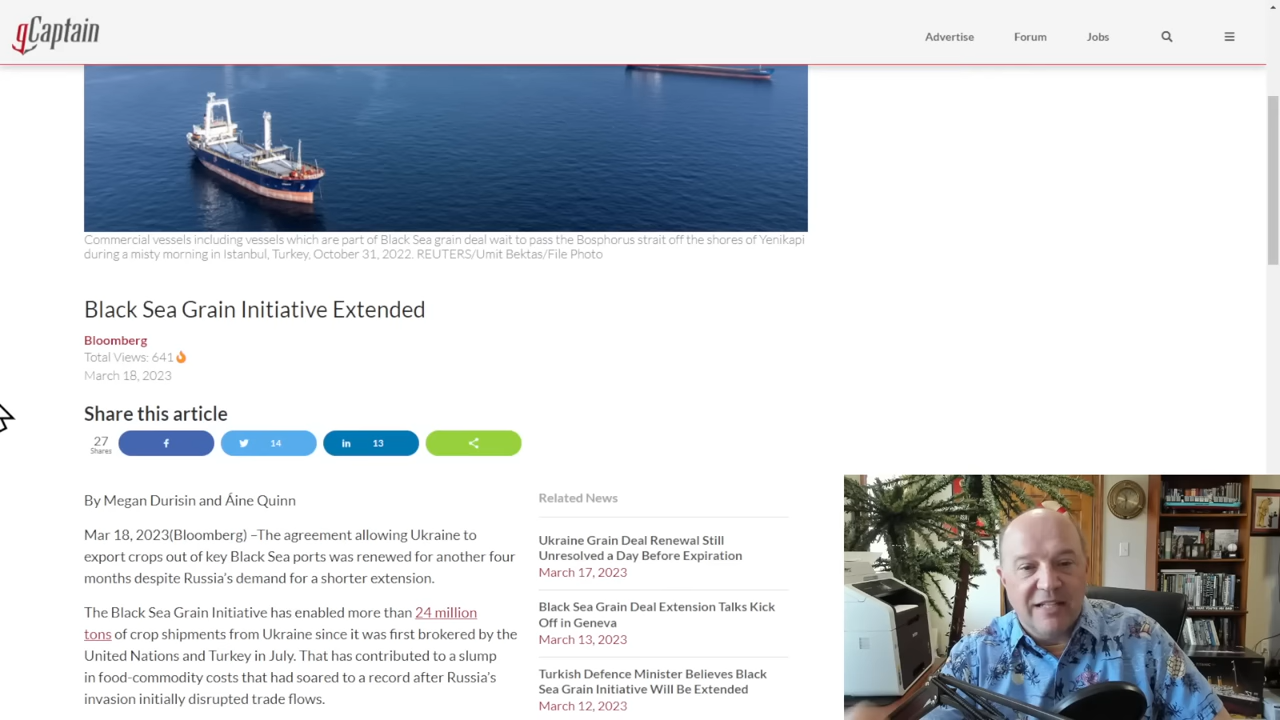 gCaptain
Advertise
Forum
Jobs
Commercial vessels including vessels which are part of Black Sea grain deal wait to pass the Bosphorus strait off the shores of Yenikapi
during a misty morning in Istanbul, Turkey, October 31, 2022. REUTERS/Umit Bektas/File Photo
Black Sea Grain Initiative Extended
Bloomberg
Total Views: 641
March 18, 2023
Share this article
27
Shares
14
13
By Megan Durisin and Áine Quinn
Mar 18, 2023(Bloomberg) –The agreement allowing Ukraine to
export crops out of key Black Sea ports was renewed for another four
months despite Russia's demand for a shorter extension.
The Black Sea Grain Initiative has enabled more than 24 million
tons of crop shipments from Ukraine since it was first brokered by the
United Nations and Turkey in July. That has contributed to a slump
in food-commodity costs that had soared to a record after Russia's
invasion initially disrupted trade flows.
Related News
Ukraine Grain Deal Renewal Still
Unresolved a Day Before Expiration
March 17, 2023
Black Sea Grain Deal Extension Talks Kick
Off in Geneva
March 13, 2023
Turkish Defence Minister Believes Black
Sea Grain Initiative Will Be Extended
March 12, 2023